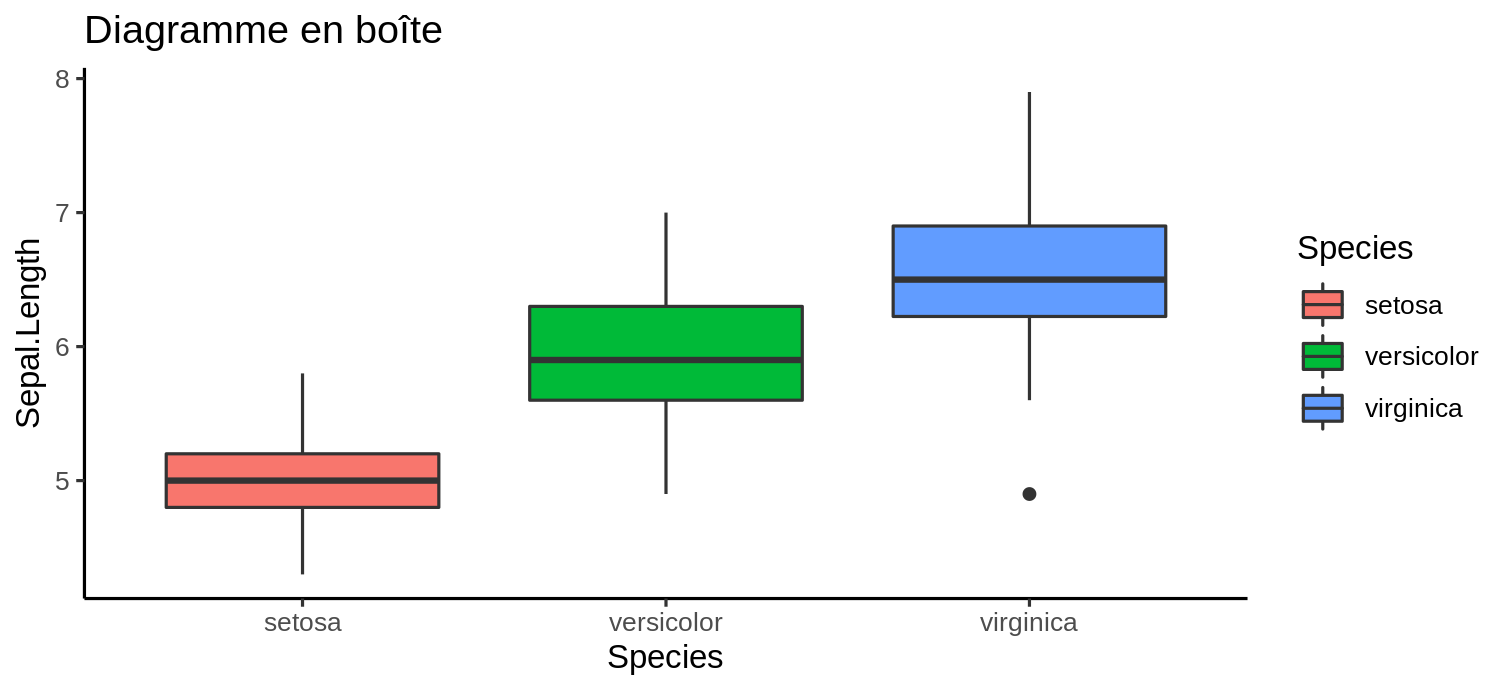 Diagramme en boîte
8
7
6
5
Sepal.Length
setosa
versicolor
virginica
Species
Species
setosa
versicolor
virginica